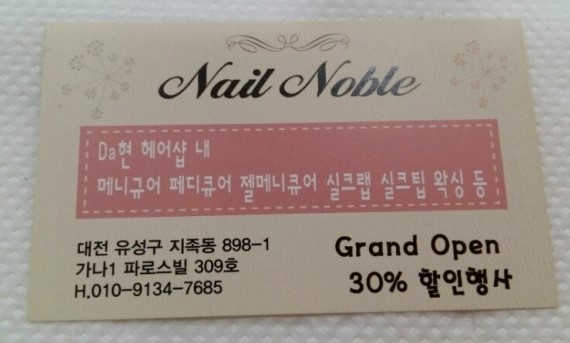 Nail Noble
Da현 헤어샵 내
메니큐어 페디큐어 젤메니큐어 실크랩 실크팁 왁싱 등
대전 유성구 지족동 898-1
가나1 파로스빌 309호
H.010-9134-7685
Grand Open
30% 할인행사